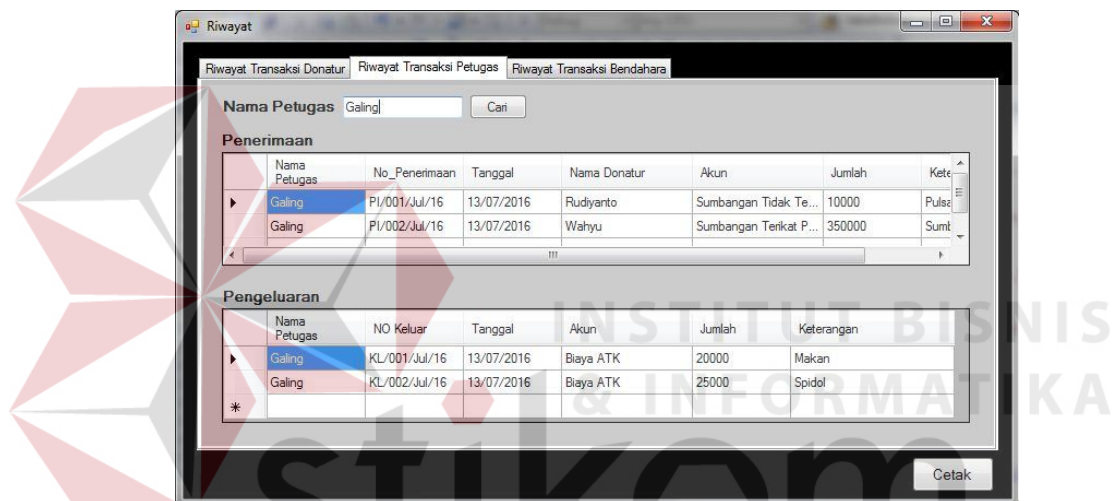 Riwayat
Riwayat Transaksi Donatur Riwayat Transaksi Petugas Riwayat Transaksi Bendahara
Nama Petugas Galing Cari
Penerimaan
Nama Petugas No_Penerimaan Tanggal Nama Donatur Akun Jumlah Kete
Galing PI/001/Jul/16 13/07/2016 Rudiyanto Sumbangan Tidak Te... 10000 Pulsa
Galing PI/002/Jul/16 13/07/2016 Wahyu Sumbangan Terikat P... 350000 Sumb
Pengeluaran
Nama Petugas NO Keluar Tanggal Akun Jumlah Keterangan
Galing KL/001/Jul/16 13/07/2016 Biaya ATK 20000 Makan
Galing KL/002/Jul/16 13/07/2016 Biaya ATK 25000 Spidol
Cetak
INSTITUT BISNIS
& INFORMATIKA
stikom